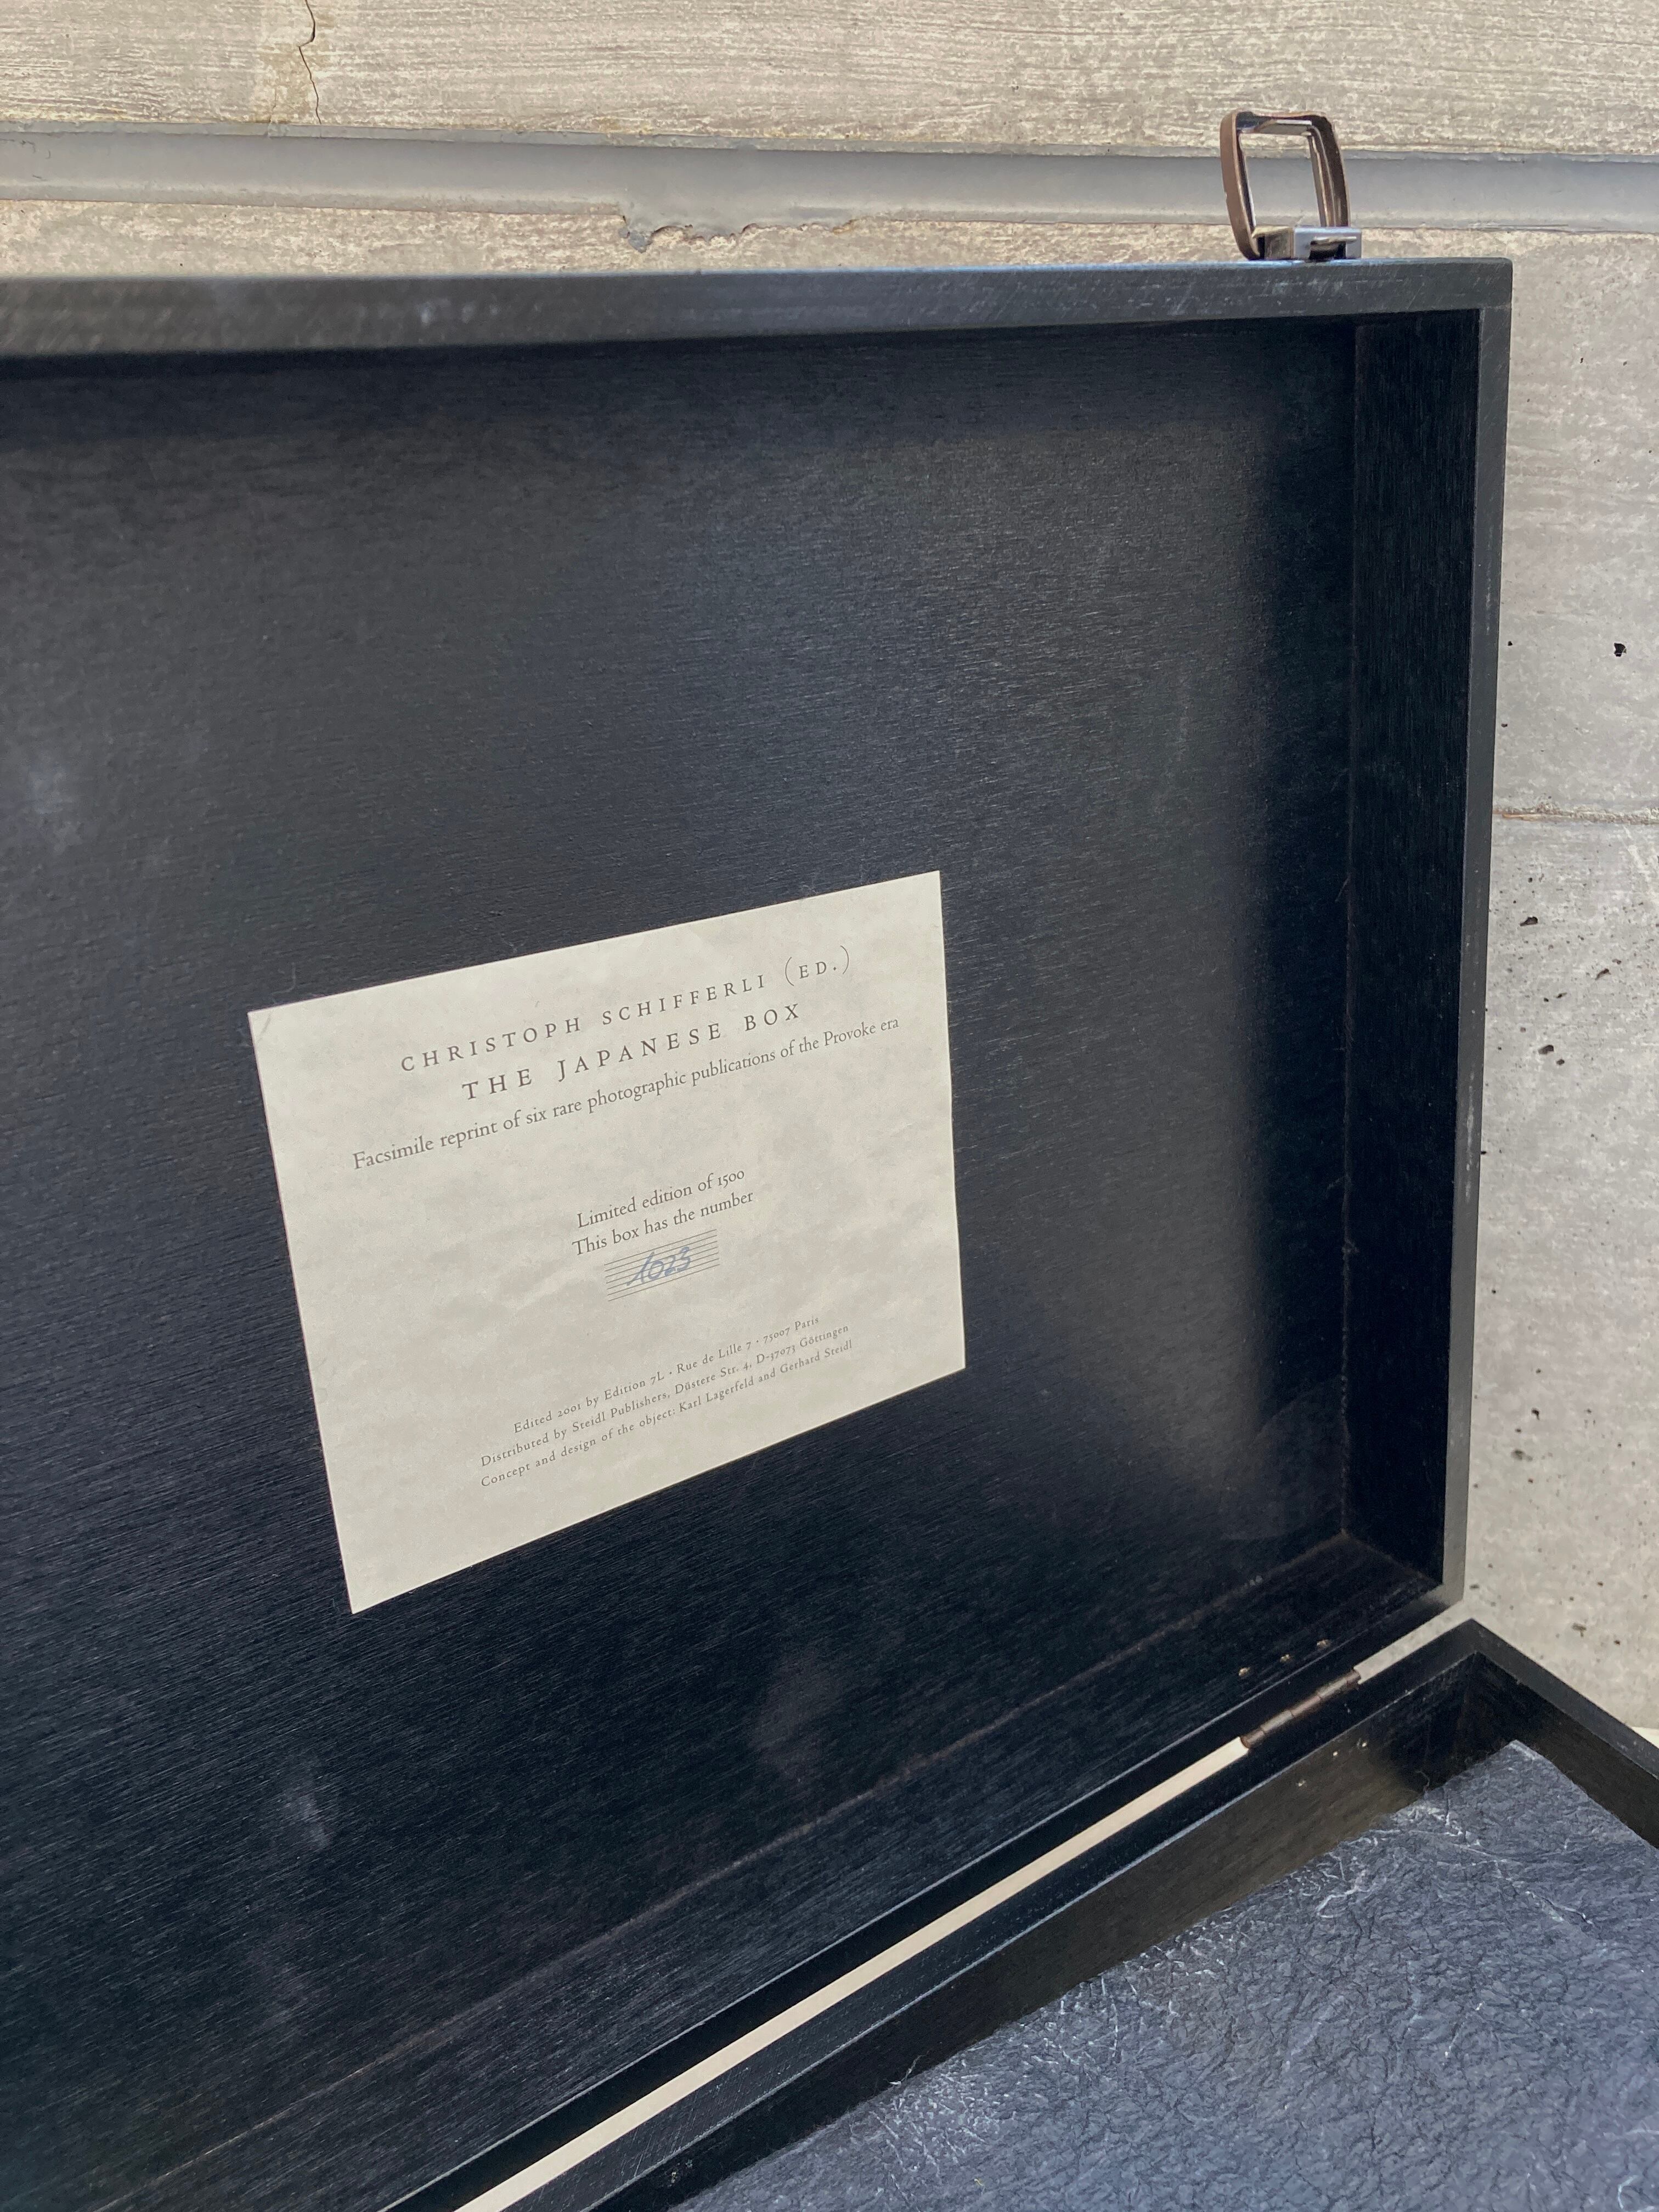 CHRISTOPH SCHIFFERLI (ED.)
THE JAPANESE BOX
Facsimile reprint of six rare photographic publications of the Provoke era
Limited edition of 1500
This box has the number
1023
Edited 2001 by Edition 7L · Rue de Lille 7 · 75007 Paris
Distributed by Steidl Publishers, Düstere Str. 4, D-37073 Göttingen
Concept and design of the object: Karl Lagerfeld and Gerhard Steidl